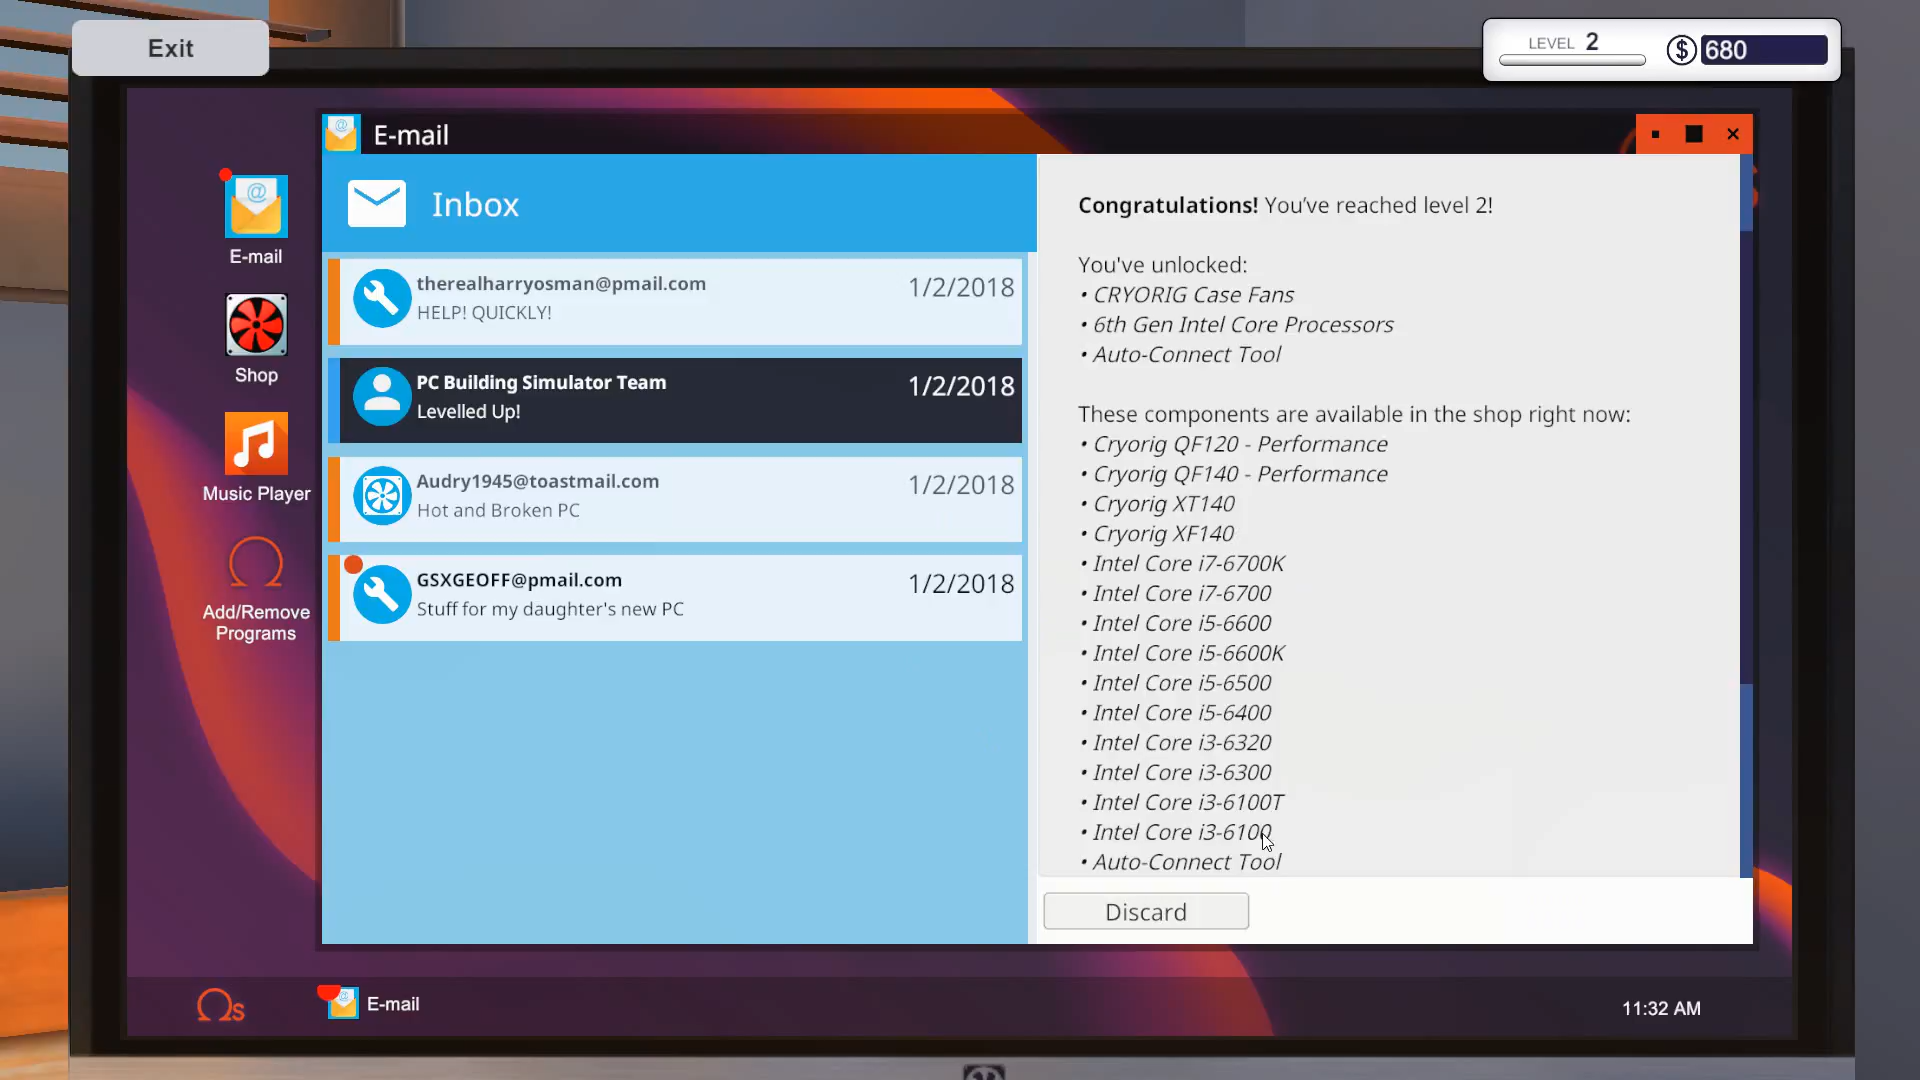 Exit
LEVEL 2
$ 680
E-mail
E-mail
Shop
Music Player
Add/Remove
Programs
Inbox
therealharryosman@pmail.com
1/2/2018
HELP! QUICKLY!
PC Building Simulator Team
1/2/2018
Levelled Up!
Audry1945@toastmail.com
1/2/2018
Hot and Broken PC
GSXGEOFF@pmail.com
1/2/2018
Stuff for my daughter's new PC
Congratulations! You’ve reached level 2!
You've unlocked:
• CRYORIG Case Fans
• 6th Gen Intel Core Processors
• Auto-Connect Tool
These components are available in the shop right now:
• Cryorig QF120 - Performance
• Cryorig QF140 - Performance
• Cryorig XT140
• Cryorig XF140
• Intel Core i7-6700K
• Intel Core i7-6700
• Intel Core i5-6600
• Intel Core i5-6600K
• Intel Core i5-6500
• Intel Core i5-6400
• Intel Core i3-6320
• Intel Core i3-6300
• Intel Core i3-6100T
• Intel Core i3-6100
• Auto-Connect Tool
Discard
Ωs
E-mail
11:32 AM